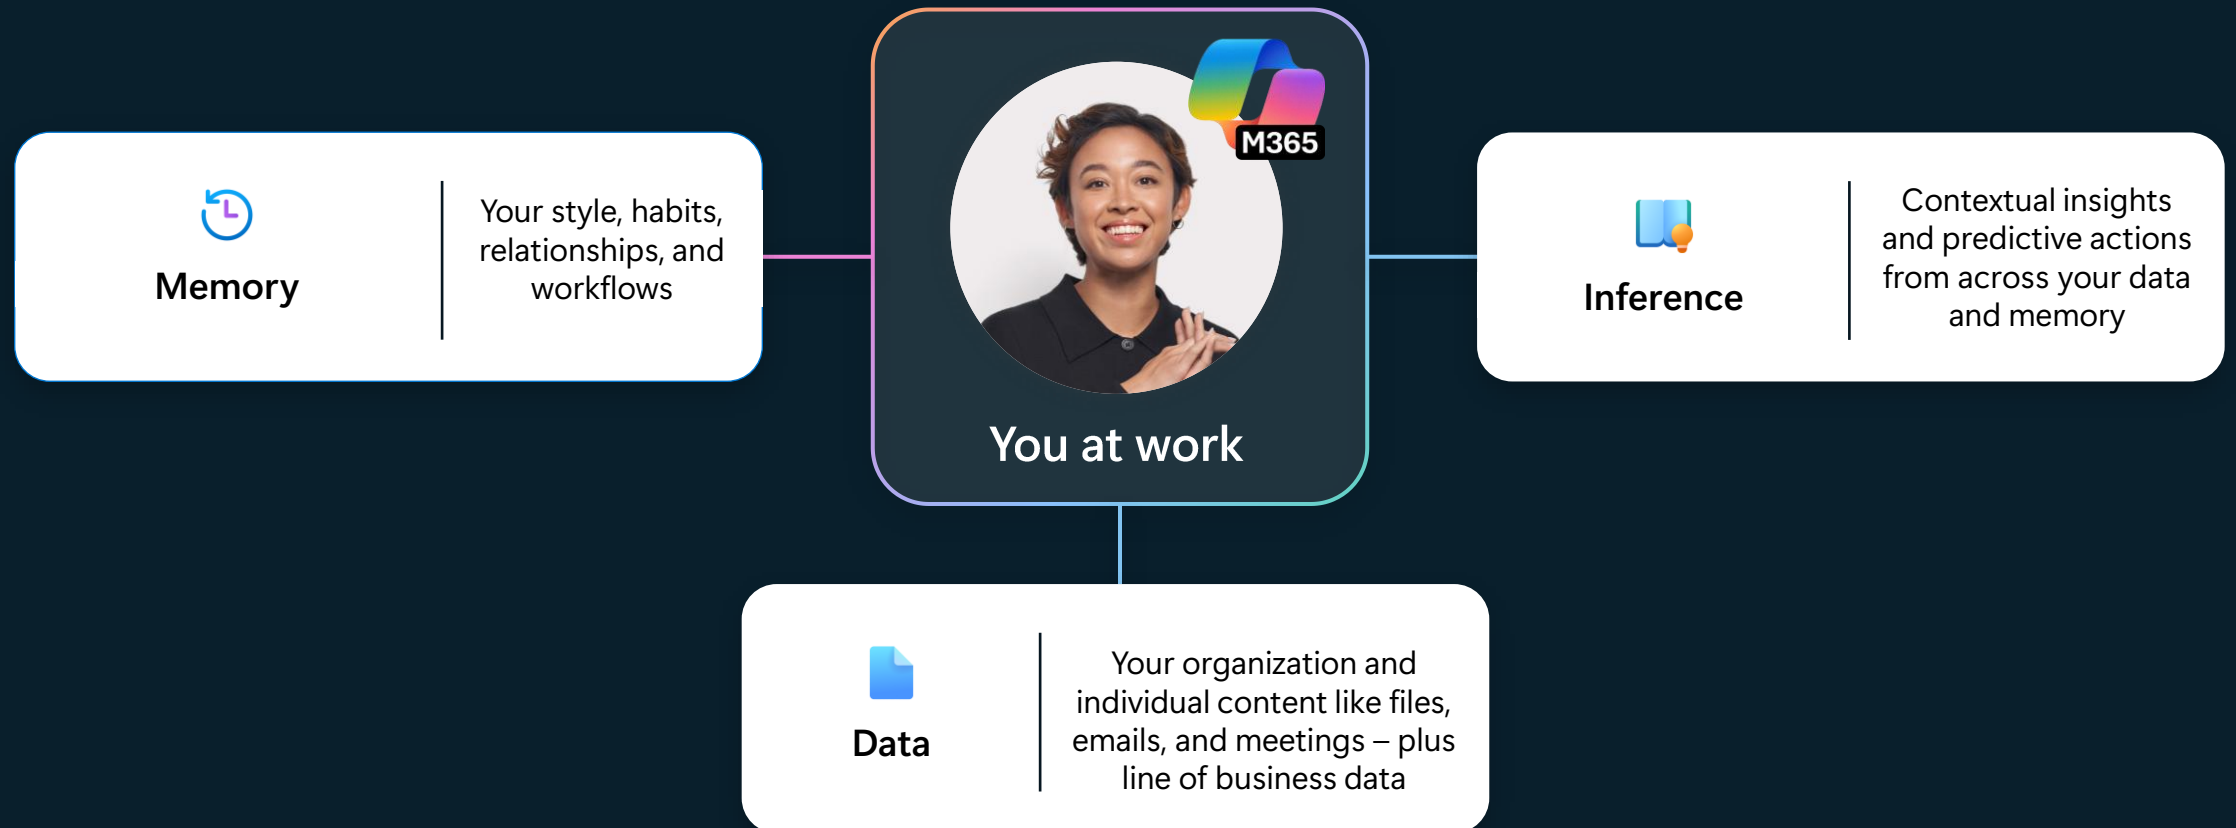 M365
You at work
Memory
Your style, habits,
relationships, and
workflows
Inference
Contextual insights
and predictive actions
from across your data
and memory
Data
Your organization and
individual content like files,
emails, and meetings – plus
line of business data